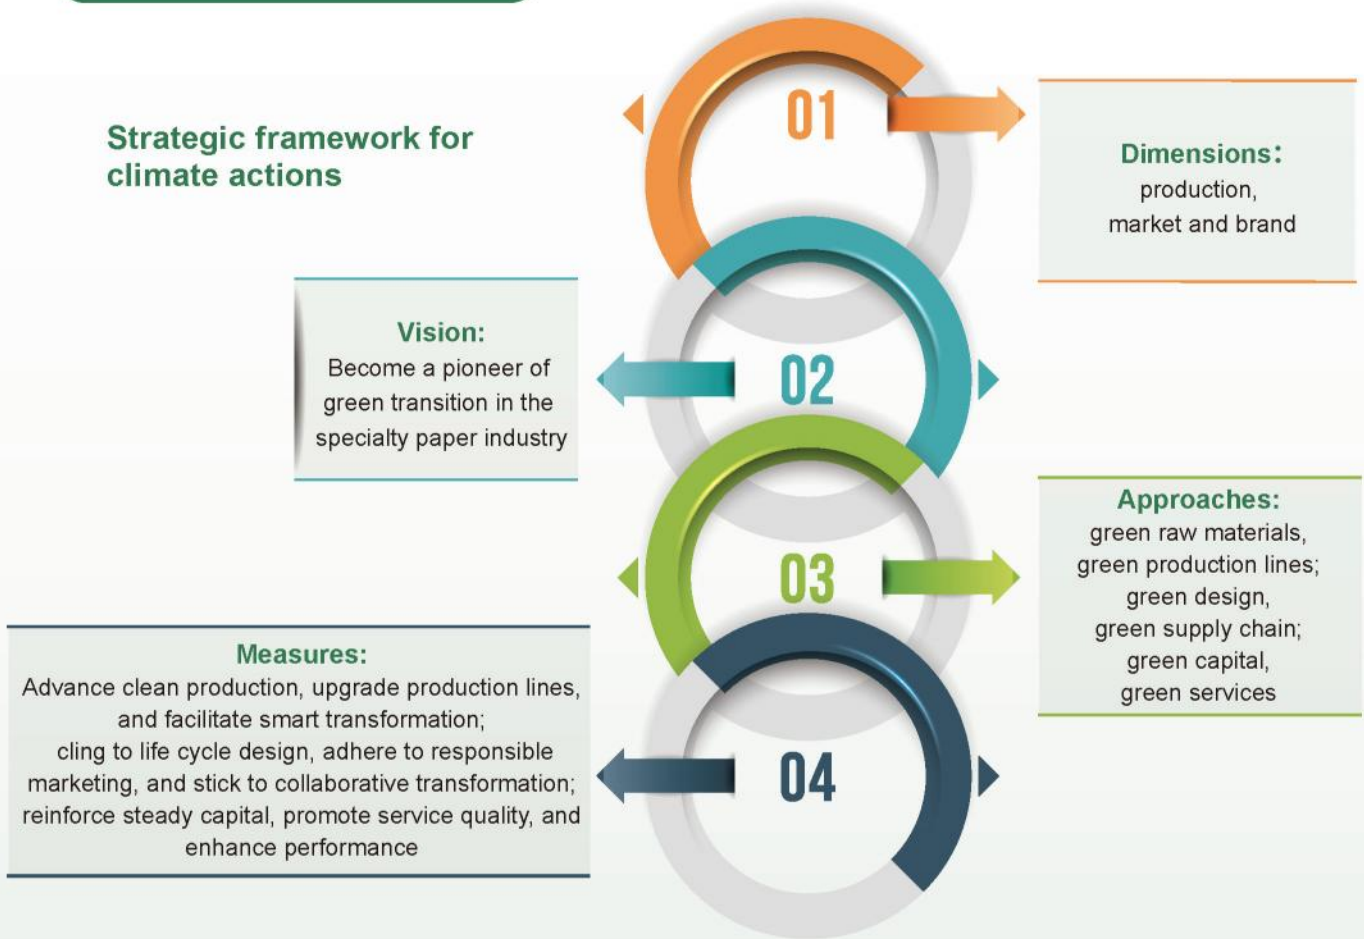 Strategic framework for
climate actions
01
Dimensions:
production,
market and brand
Vision:
Become a pioneer of
green transition in the
specialty paper industry
02
03
Approaches:
green raw materials,
green production lines;
green design,
green supply chain;
green capital,
green services
Measures:
Advance clean production, upgrade production lines,
and facilitate smart transformation;
cling to life cycle design, adhere to responsible
marketing, and stick to collaborative transformation;
reinforce steady capital, promote service quality, and
enhance performance
04